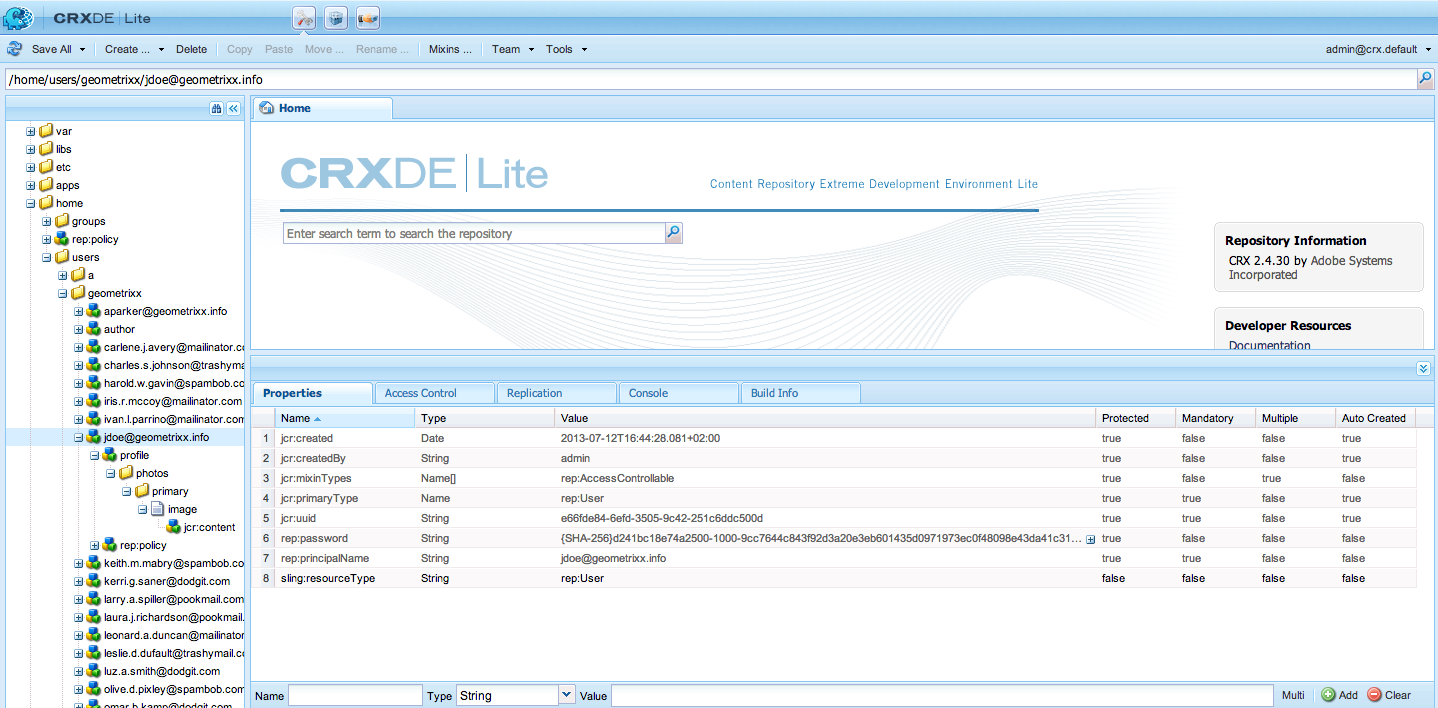 CRXDE | Lite
Save All Create ... Delete Copy Paste Move ... Rename ... Mixins ... Team Tools admin@crx.default
/home/users/geometrixx/jdoe@geometrixx.info
var
libs
etc
apps
home
groups
rep:policy
users
a
geometrixx
aparker@geometrixx.info
author
carlene.j.avery@mailinator.co
charles.s.johnson@trashyma
harold.w.gavin@spambob.co
iris.r.mccoy@mailinator.com
ivan.l.parrino@mailinator.com
jdoe@geometrixx.info
profile
photos
primary
image
jcr:content
rep:policy
keith.m.mabry@spambob.co
kerri.g.saner@dodgit.com
larry.a.spiller@pookmail.com
laura.j.richardson@pookmail.
leonard.a.duncan@mailinator
leslie.d.dufault@trashymail.co
luz.a.smith@dodgit.com
olive.d.pixley@spambob.com
omar.b.kamp@dodgit.com
Home
CRXDE | Lite
Content Repository Extreme Development Environment Lite
Enter search term to search the repository
Repository Information
CRX 2.4.30 by Adobe Systems
Incorporated
Developer Resources
Documentation
Properties Access Control Replication Console Build Info
Name Type Value Protected Mandatory Multiple Auto Created
1 jcr:created Date 2013-07-12T16:44:28.081+02:00 true false false true
2 jcr:createdBy String admin true false false true
3 jcr:mixinTypes Name[] rep:AccessControllable true false true false
4 jcr:primaryType Name rep:User true true false true
5 jcr:uuid String e66fde84-6efd-3505-9c42-251c6ddc500d true true false true
6 rep:password String {SHA-256}d241bc18e74a2500-1000-9cc7644c843f92d3a20e3eb601435d0971973ec0f48098e43da41c31... true false false false
7 rep:principalName String jdoe@geometrixx.info true true false false
8 sling:resourceType String rep:User false false false false
Name Type String Value Multi Add Clear